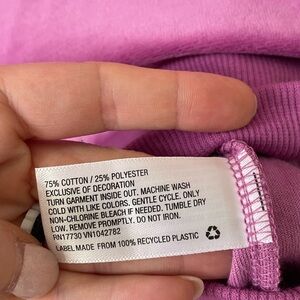 75% COTTON / 25% POLYESTER
EXCLUSIVE OF DECORATION
TURN GARMENT INSIDE OUT. MACHINE WASH
COLD WITH LIKE COLORS. GENTLE CYCLE. ONLY
NON-CHLORINE BLEACH IF NEEDED. TUMBLE DRY
LOW. REMOVE PROMPTLY. DO NOT IRON.
RN17730 VN1042782
LABEL MADE FROM 100% RECYCLED PLASTIC